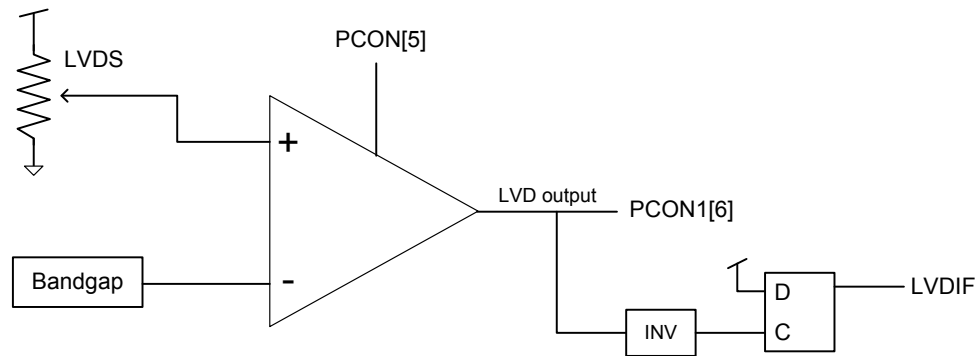 PCON[5]
LVDS
+
LVD output
PCON1[6]
Bandgap
-
D
LVDIF
INV
C